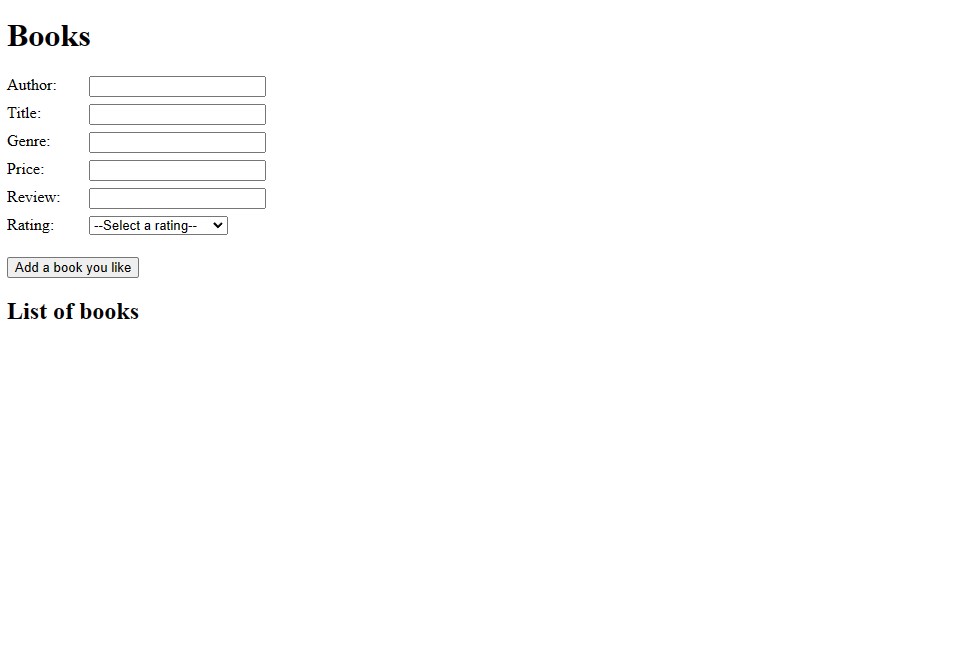 Books
Author:
Title:
Genre:
Price:
Review:
Rating: --Select a rating--
Add a book you like
List of books